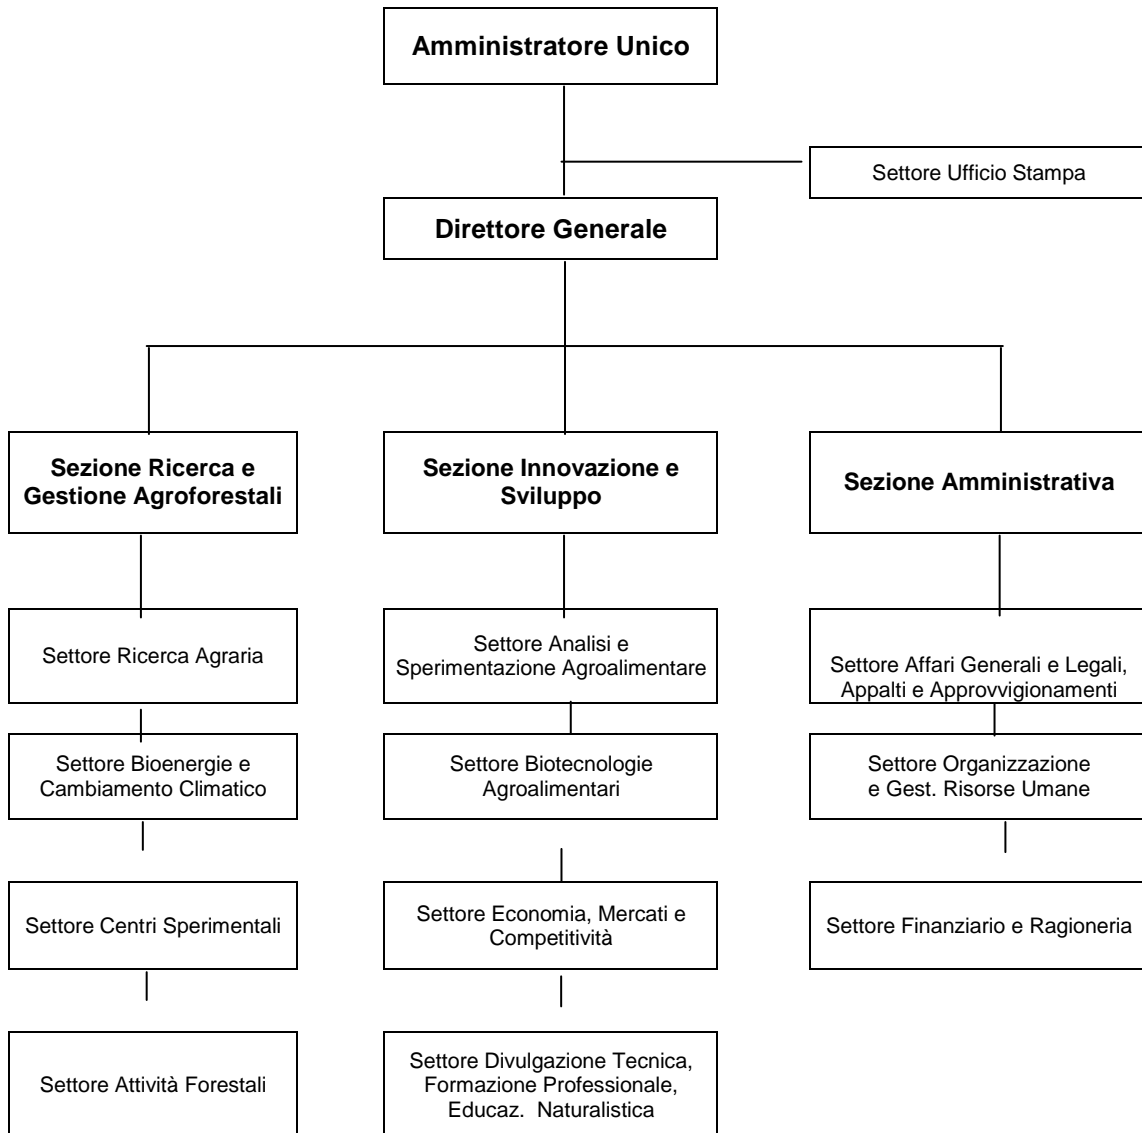 Amministratore Unico
Settore Ufficio Stampa
Direttore Generale
Sezione Ricerca e
Gestione Agroforestali
Sezione Innovazione e
Sviluppo
Sezione Amministrativa
Settore Ricerca Agraria
Settore Analisi e
Sperimentazione Agroalimentare
Settore Affari Generali e Legali,
Appalti e Approvvigionamenti
Settore Bioenergie e
Cambiamento Climatico
Settore Biotecnologie
Agroalimentari
Settore Organizzazione
e Gest. Risorse Umane
Settore Centri Sperimentali
Settore Economia, Mercati e
Competitività
Settore Finanziario e Ragioneria
Settore Attività Forestali
Settore Divulgazione Tecnica,
Formazione Professionale,
Educaz. Naturalistica